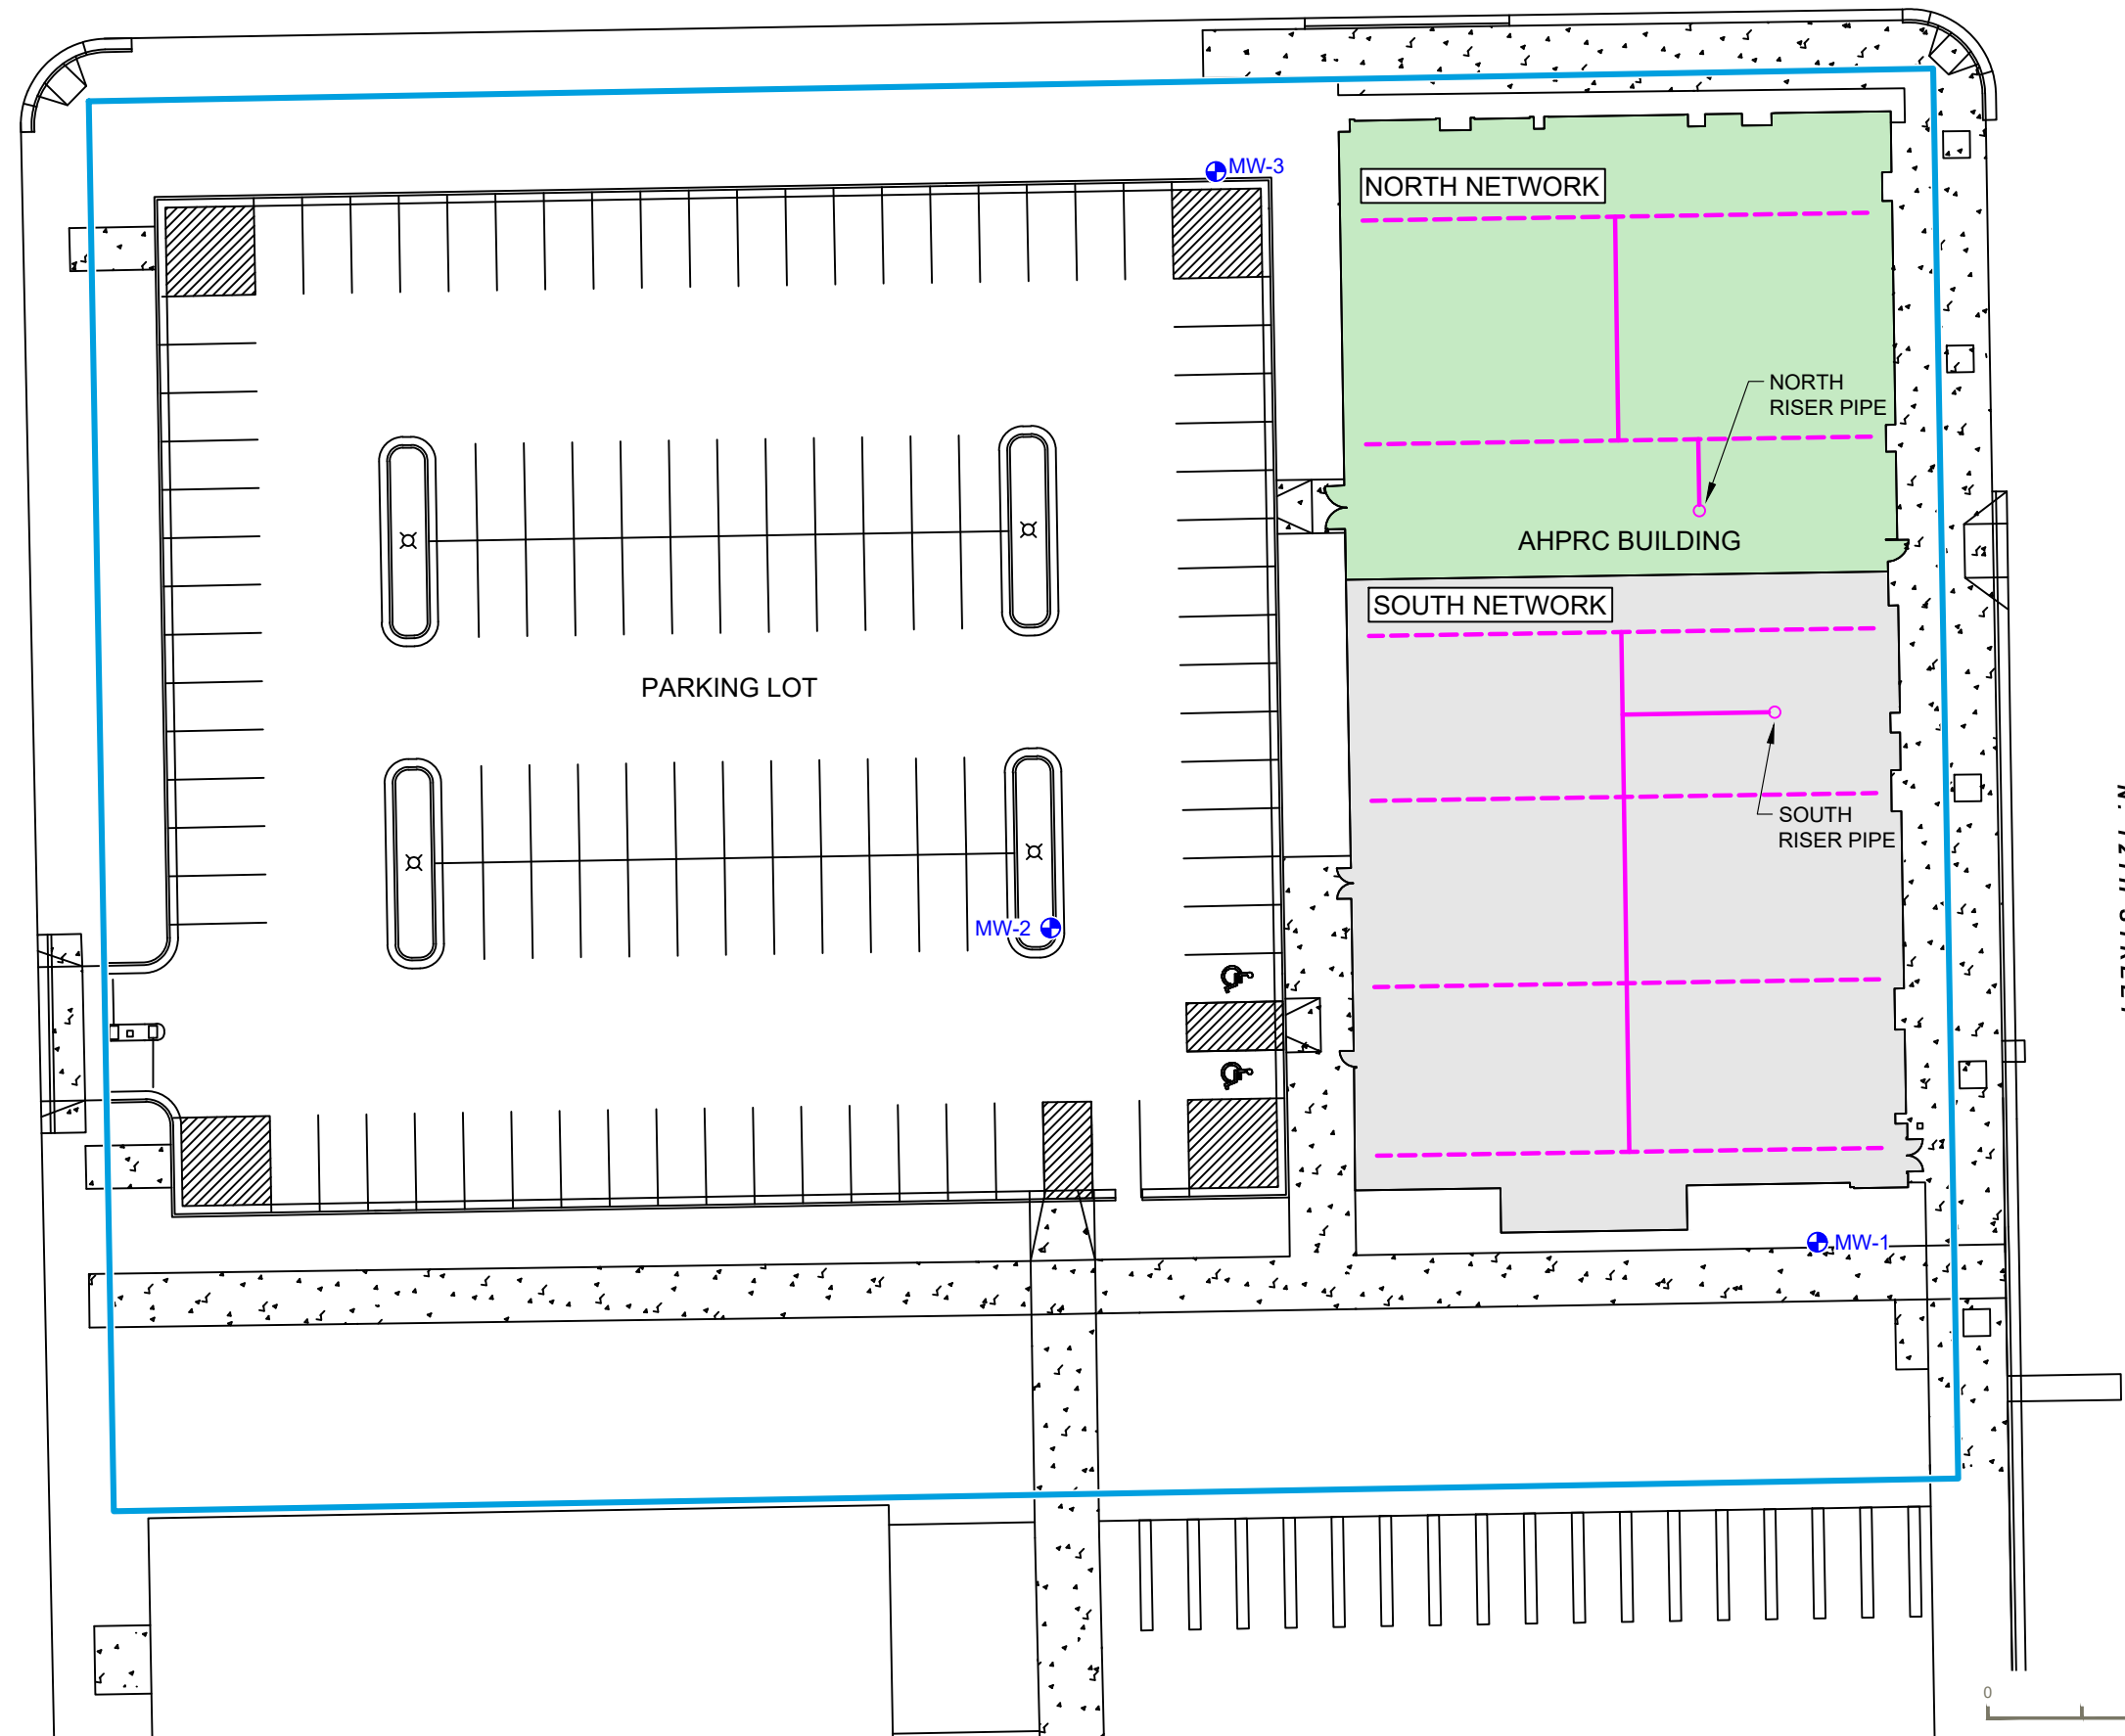 MW-3
NORTH NETWORK
NORTH
RISER PIPE
AHPRC BUILDING
SOUTH NETWORK
PARKING LOT
SOUTH
RISER PIPE
MW-2
MW-1
0